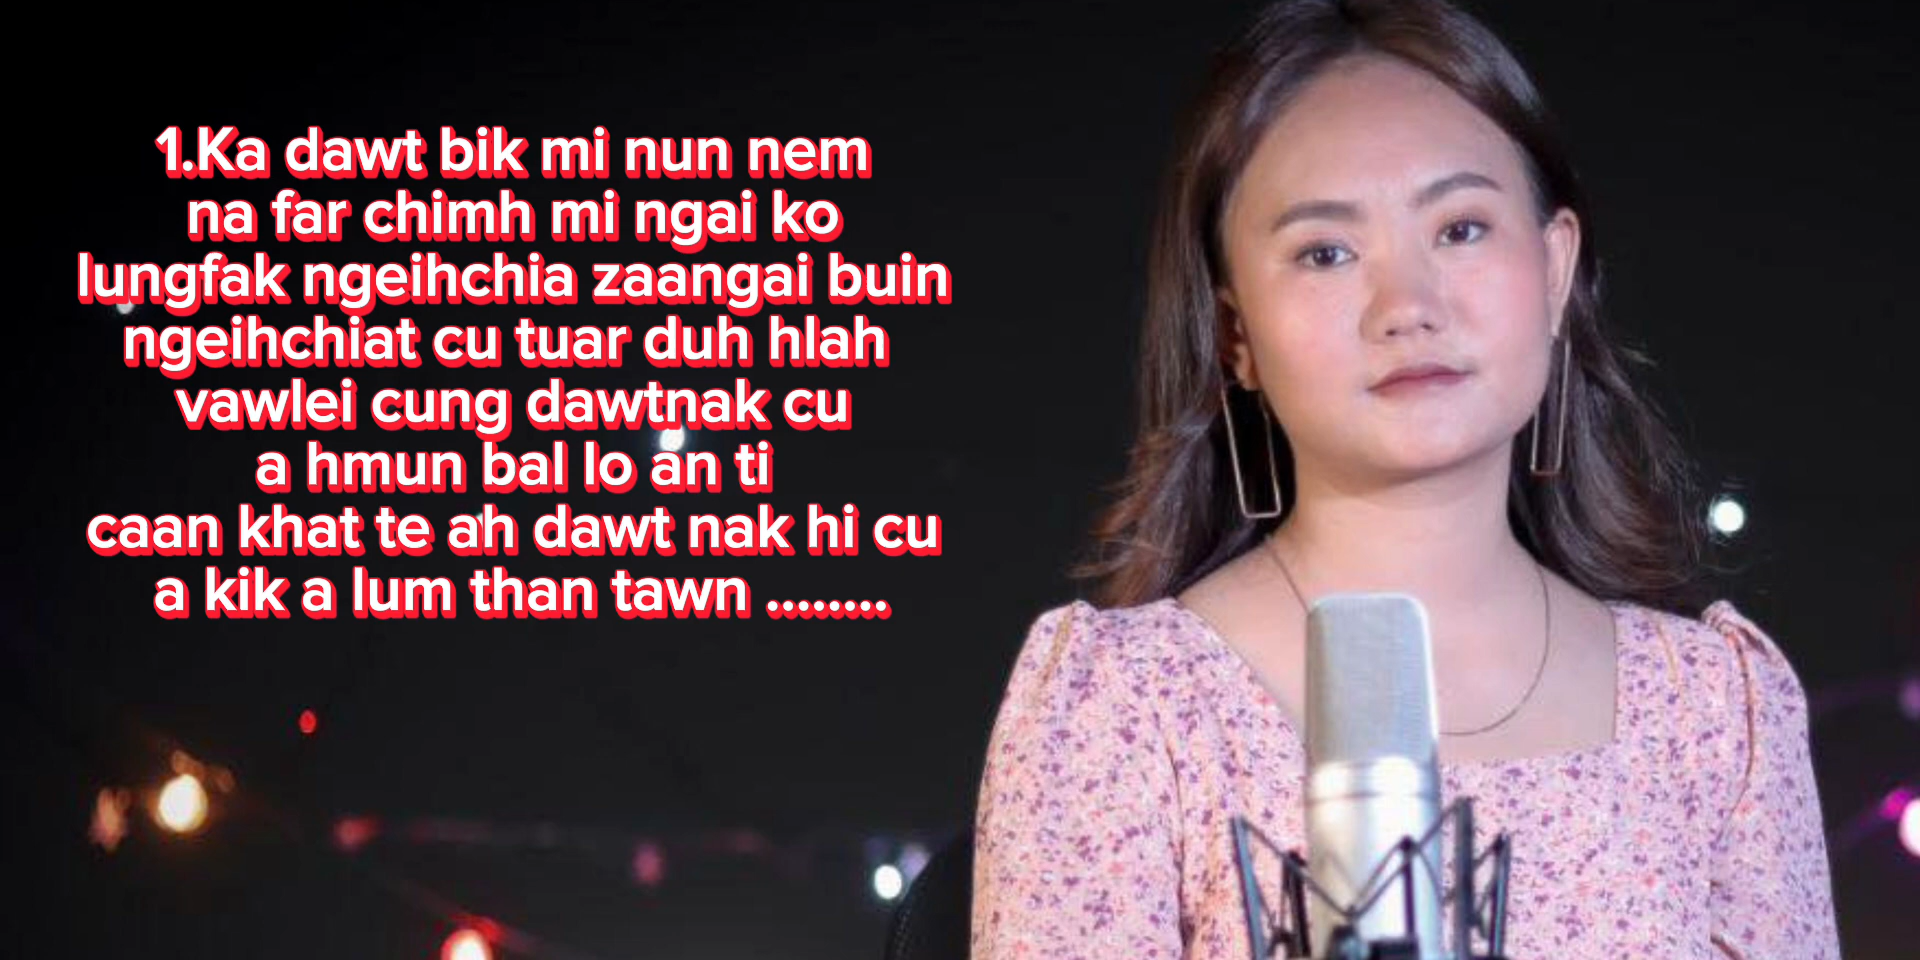 1.Ka dawt bik mi nun nem
na far chimh mi ngai ko
lungfak ngeihchia zaangai buin
ngeihchiat cu tuar duh hlah
vawlei cung dawtnak cu
a hmun bal lo an ti
caan khat te ah dawt nak hi cu
a kik a lum than tawn ........